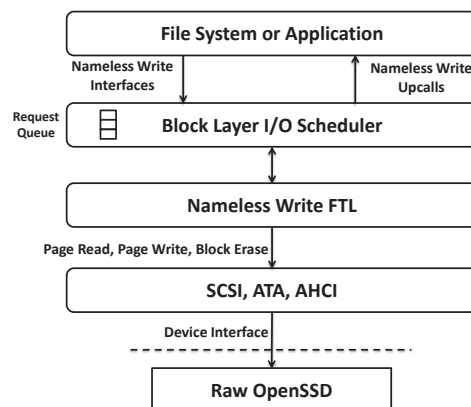 File System or Application
Nameless Write
Interfaces
Nameless Write
Upcalls
Request
Queue
Block Layer I/O Scheduler
Nameless Write FTL
Page Read, Page Write, Block Erase
SCSI, ATA, AHCI
Device Interface
Raw OpenSSD